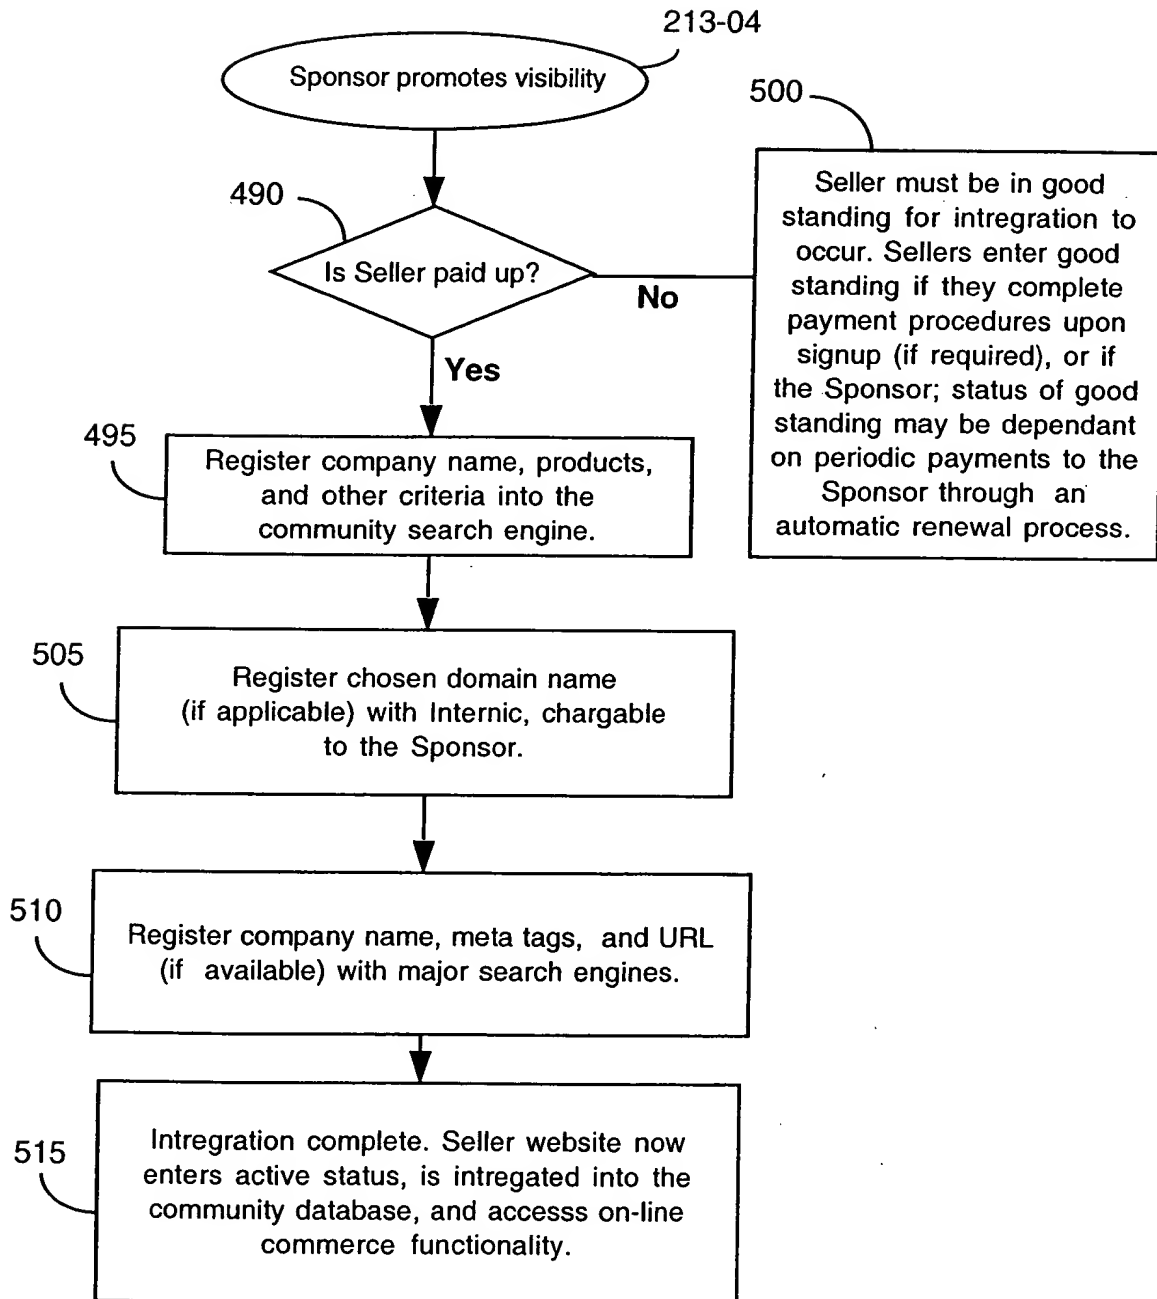 213-04
Sponsor promotes visibility
500
490
Is Seller paid up?
No
Yes
Seller must be in good
standing for intregration to
occur. Sellers enter good
standing if they complete
payment procedures upon
signup (if required), or if
the Sponsor; status of good
standing may be dependant
on periodic payments to the
Sponsor through an
automatic renewal process.
495
Register company name, products,
and other criteria into the
community search engine.
505
Register chosen domain name
(if applicable) with Internic, chargable
to the Sponsor.
510
Register company name, meta tags, and URL
(if available) with major search engines.
515
Intregration complete. Seller website now
enters active status, is intregated into the
community database, and accesss on-line
commerce functionality.